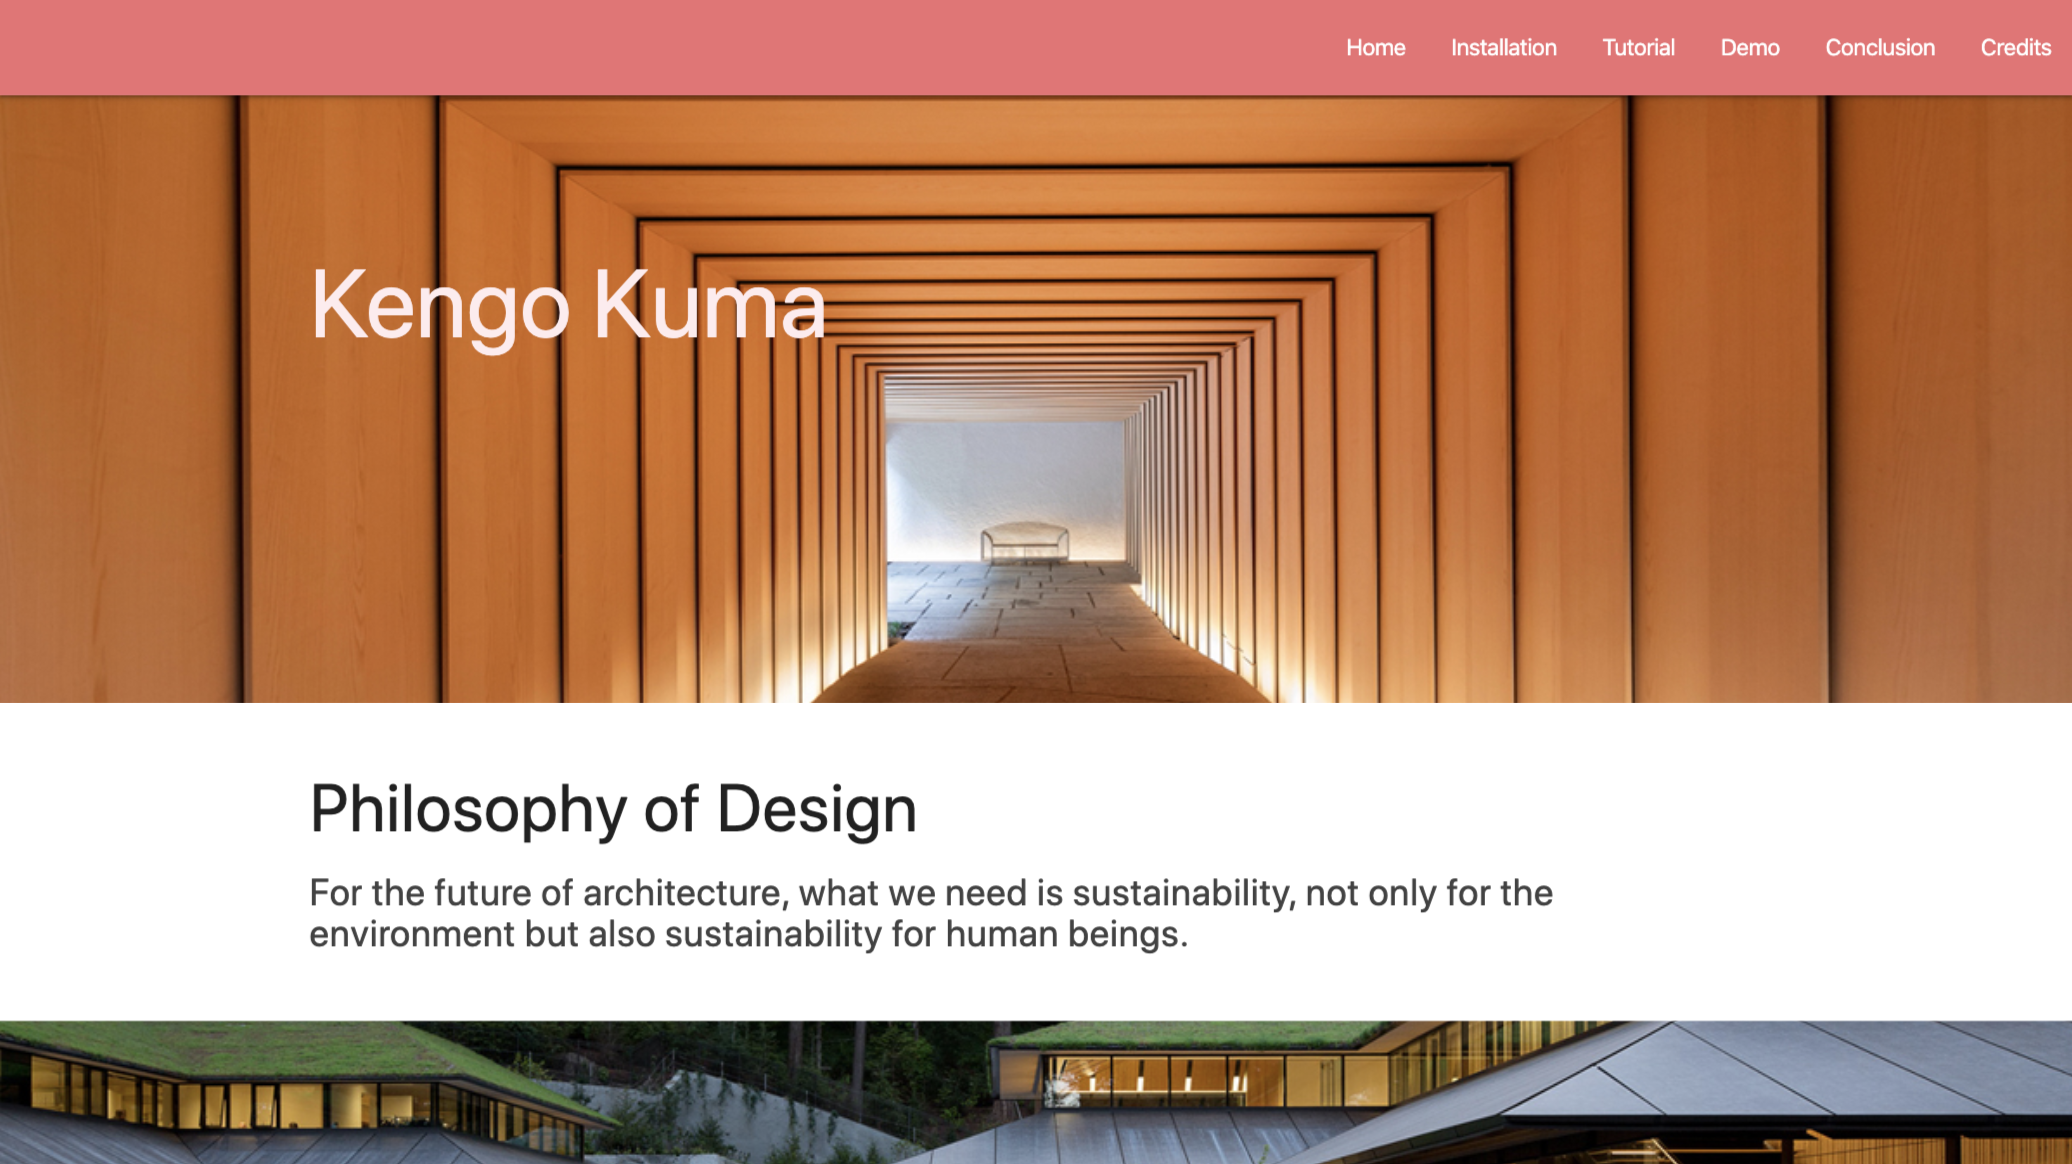 Home Installation Tutorial Demo Conclusion Credits
Kengo Kuma
Philosophy of Design
For the future of architecture, what we need is sustainability, not only for the
environment but also sustainability for human beings.